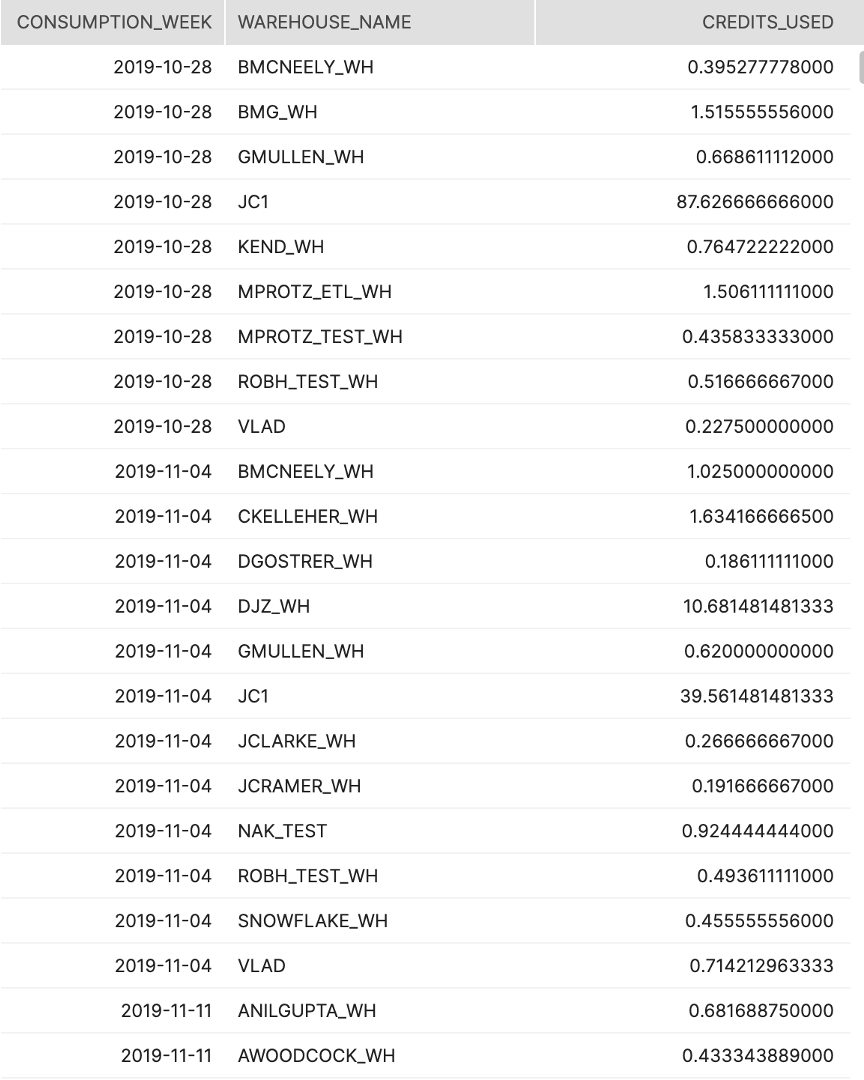 CONSUMPTION_WEEK WAREHOUSE_NAME CREDITS_USED
2019-10-28 BMCNEELY_WH 0.395277778000
2019-10-28 BMG_WH 1.515555556000
2019-10-28 GMULLEN_WH 0.668611112000
2019-10-28 JC1 87.626666666000
2019-10-28 KEND_WH 0.764722222000
2019-10-28 MPROTZ_ETL_WH 1.506111111000
2019-10-28 MPROTZ_TEST_WH 0.435833333000
2019-10-28 ROBH_TEST_WH 0.516666667000
2019-10-28 VLAD 0.227500000000
2019-11-04 BMCNEELY_WH 1.025000000000
2019-11-04 CKELLEHER_WH 1.634166666500
2019-11-04 DGOSTRER_WH 0.186111111000
2019-11-04 DJZ_WH 10.681481481333
2019-11-04 GMULLEN_WH 0.620000000000
2019-11-04 JC1 39.561481481333
2019-11-04 JCLARKE_WH 0.266666667000
2019-11-04 JCRAMER_WH 0.191666667000
2019-11-04 NAK_TEST 0.924444444000
2019-11-04 ROBH_TEST_WH 0.493611111000
2019-11-04 SNOWFLAKE_WH 0.455555556000
2019-11-04 VLAD 0.714212963333
2019-11-11 ANILGUPTA_WH 0.681688750000
2019-11-11 AWOODCOCK_WH 0.433343889000